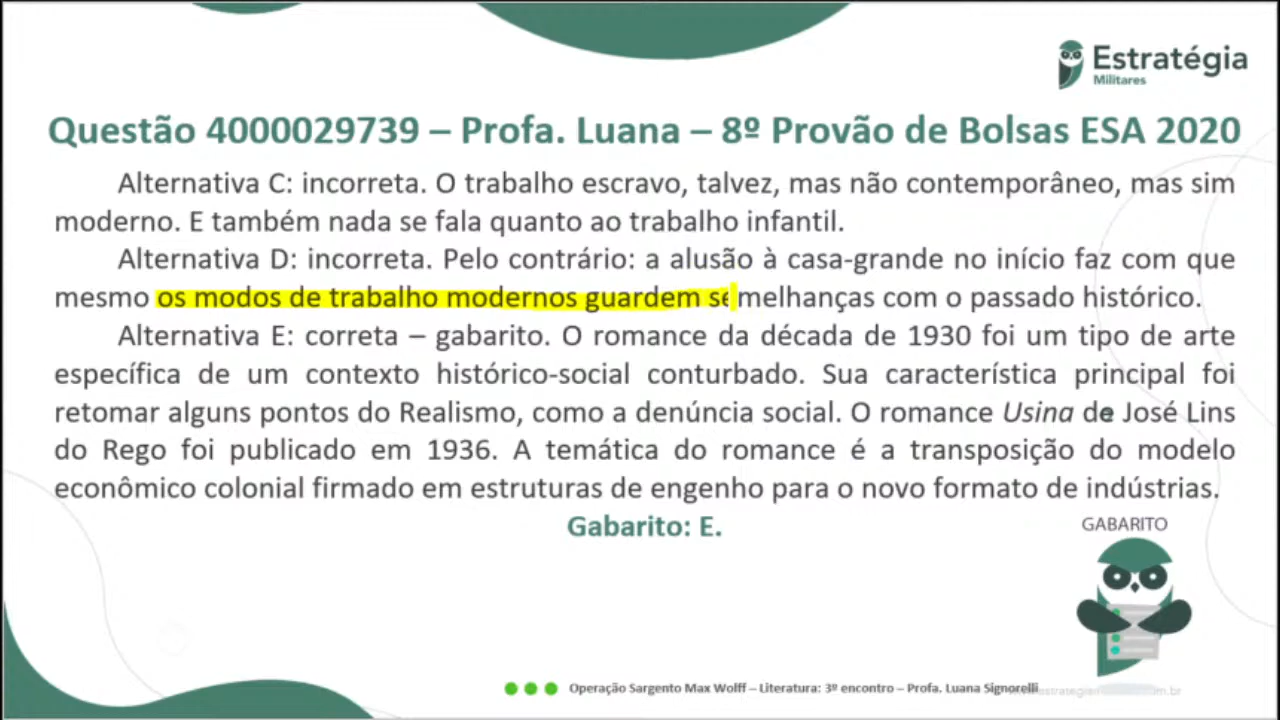 Estratégia
Militares
Questão 4000029739 – Profa. Luana – 8º Provão de Bolsas ESA 2020
Alternativa C: incorreta. O trabalho escravo, talvez, mas não contemporâneo, mas sim
moderno. E também nada se fala quanto ao trabalho infantil.
Alternativa D: incorreta. Pelo contrário: a alusão à casa-grande no início faz com que
mesmo os modos de trabalho modernos guardem semelhanças com o passado histórico.
Alternativa E: correta – gabarito. O romance da década de 1930 foi um tipo de arte
específica de um contexto histórico-social conturbado. Sua característica principal foi
retomar alguns pontos do Realismo, como a denúncia social. O romance Usina de José Lins
do Rego foi publicado em 1936. A temática do romance é a transposição do modelo
econômico colonial firmado em estruturas de engenho para o novo formato de indústrias.
Gabarito: E.
GABARITO
Operação Sargento Max Wolff – Literatura: 3º encontro – Profa. Luana Signorelli